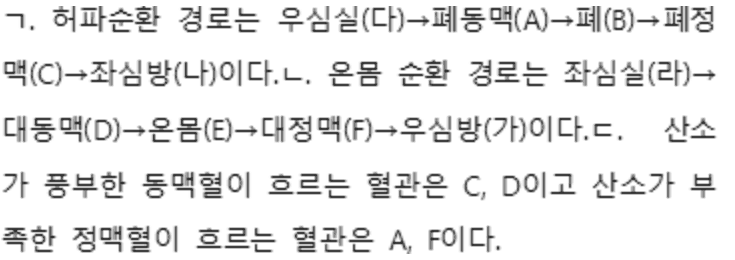 ㄱ. 허파순환 경로는 우심실(다)→폐동맥(A)→폐(B)→폐정
맥(C)→좌심방(나)이다.ㄴ. 온몸 순환 경로는 좌심실(라)→
대동맥(D)→온몸(E)→대정맥(F)→우심방(가)이다.ㄷ. 산소
가 풍부한 동맥혈이 흐르는 혈관은 C, D이고 산소가 부
족한 정맥혈이 흐르는 혈관은 A, F이다.